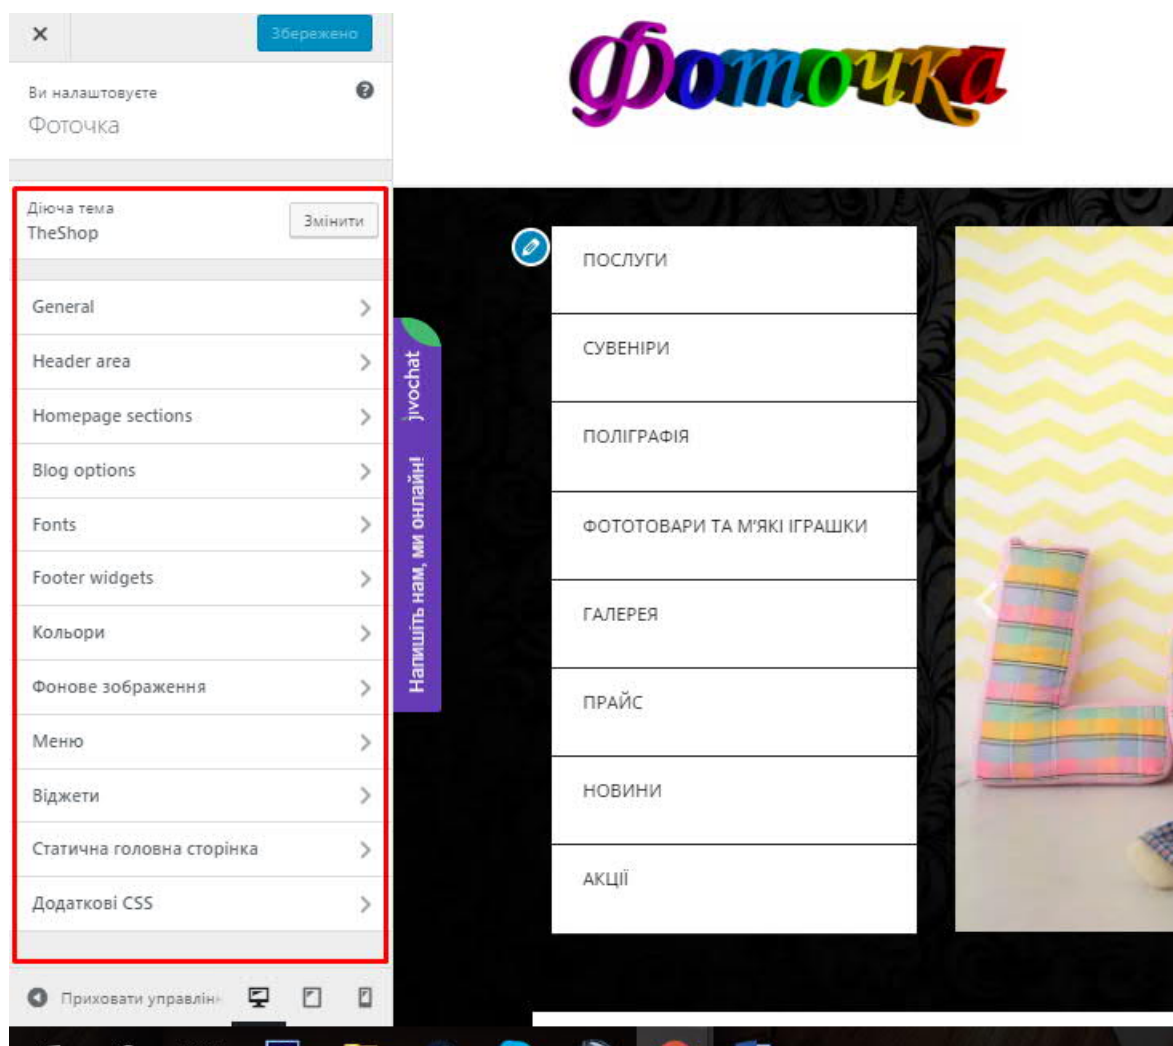 Збережено
Ви налаштовуєте
Фоточка
Діюча тема
TheShop
Змінити
General
Header area
Homepage sections
Blog options
Fonts
Footer widgets
Кольори
Фонове зображення
Меню
Віджети
Статична головна сторінка
Додаткові CSS
Приховати
Фоточка
Напишіть нам, ми онлайн! jivochat
ПОСЛУГИ
СУВЕНІРИ
ПОЛІГРАФІЯ
ФОТОТОВАРИ ТА М'ЯКІ ІГРАШКИ
ГАЛЕРЕЯ
ПРАЙС
НОВИНИ
АКЦІЇ